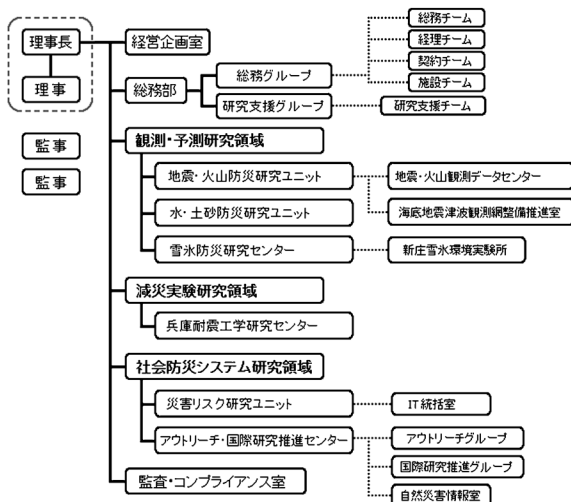 理事長
理事
監事
監事
経営企画室
総務部
総務グループ
総務チーム
経理チーム
契約チーム
施設チーム
研究支援グループ
研究支援チーム
観測・予測研究領域
地震・火山防災研究ユニット
地震・火山観測データセンター
海底地震津波観測網整備推進室
水・土砂防災研究ユニット
雪氷防災研究センター
新庄雪氷環境実験所
減災実験研究領域
兵庫耐震工学研究センター
社会防災システム研究領域
災害リスク研究ユニット
IT統括室
アウトリーチ・国際研究推進センター
アウトリーチグループ
国際研究推進グループ
自然災害情報室
監査・コンプライアンス室